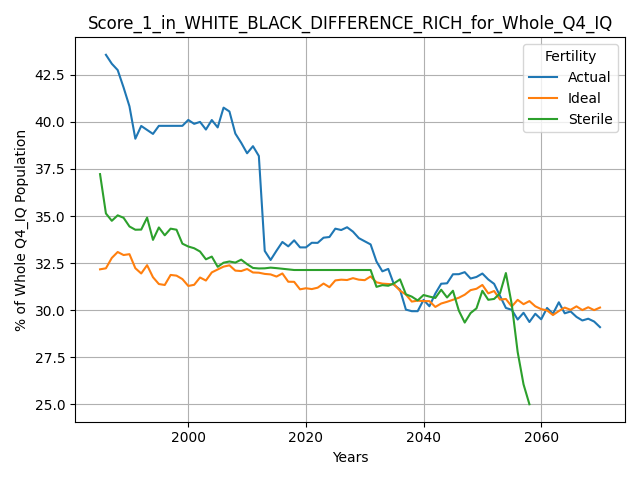 Score_1_in_WHITE_BLACK_DIFFERENCE_RICH_for_Whole_Q4_IQ
Fertility
Actual
Ideal
Sterile
% of Whole Q4_IQ Population
42.5
40.0
37.5
35.0
32.5
30.0
27.5
25.0
2000
2020
2040
2060
Years